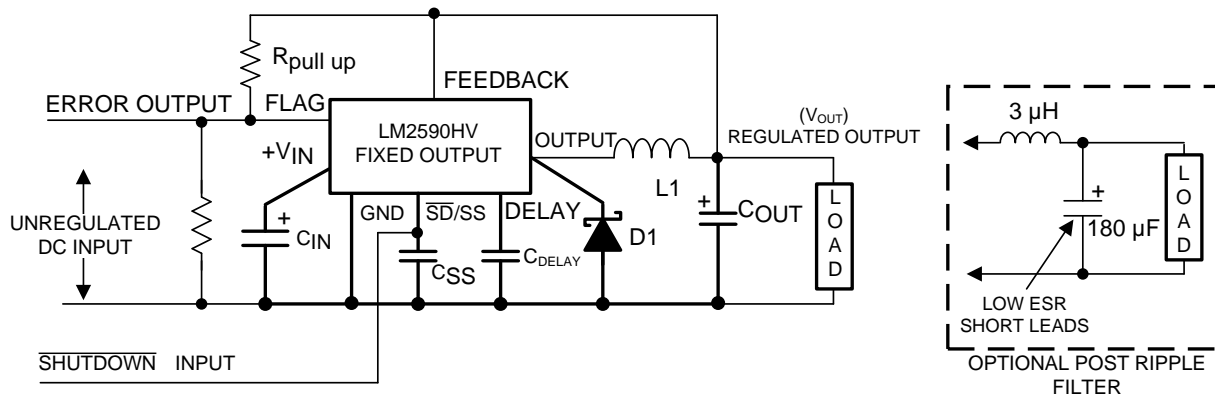 Rpull up
FEEDBACK
ERROR OUTPUT
FLAG
LM2590HV
FIXED OUTPUT
+VIN
OUTPUT
(VOUT)
REGULATED OUTPUT
L1
UNREGULATED
DC INPUT
+
CIN
GND
SD/SS
DELAY
CSS
CDELAY
D1
+
COUT
LOAD
SHUTDOWN INPUT
3 µH
+
180 µF
LOAD
LOW ESR
SHORT LEADS
OPTIONAL POST RIPPLE
FILTER